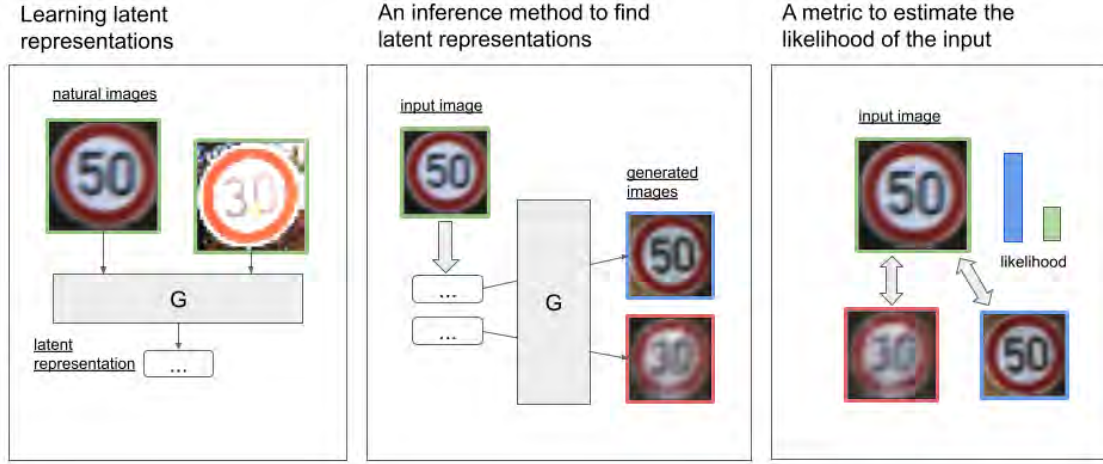 Learning latent
representations
natural images
50
30
G
latent
representation
...
An inference method to find
latent representations
input image
50
...
...
G
generated
images
50
30
A metric to estimate the
likelihood of the input
input image
50
likelihood
30
50